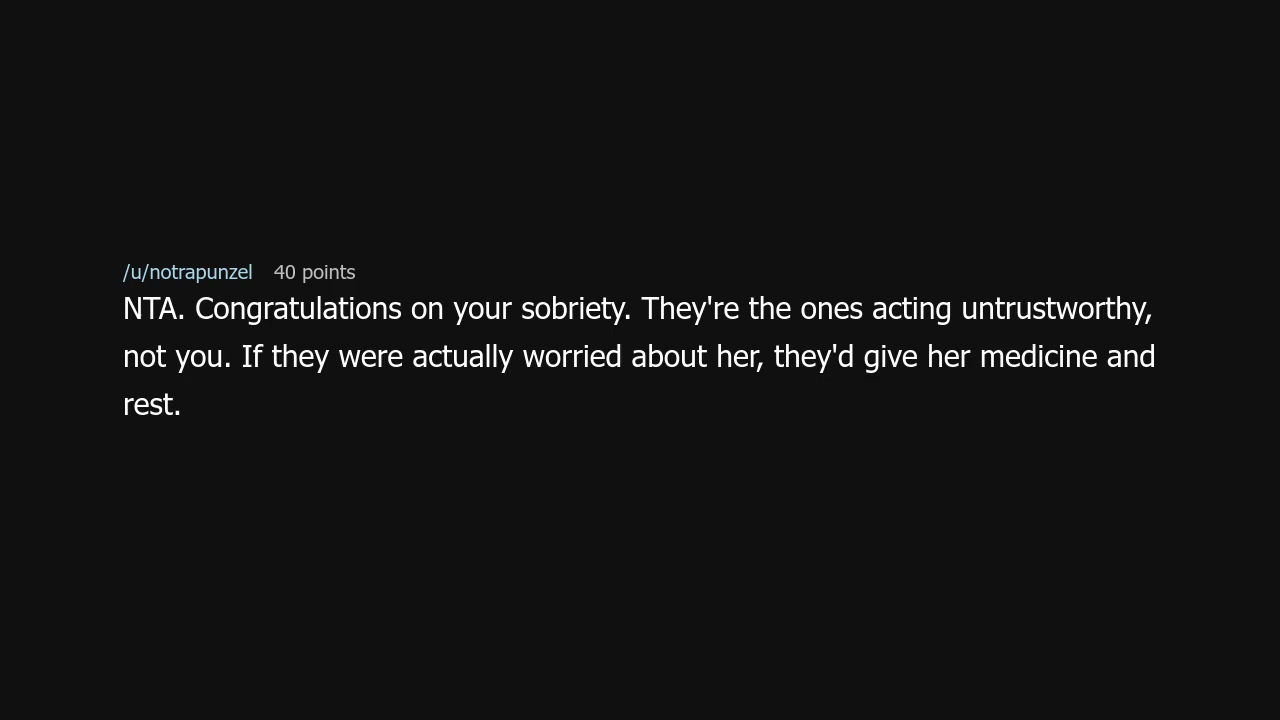 /u/notrapunzel 40 points
NTA. Congratulations on your sobriety. They're the ones acting untrustworthy,
not you. If they were actually worried about her, they'd give her medicine and
rest.